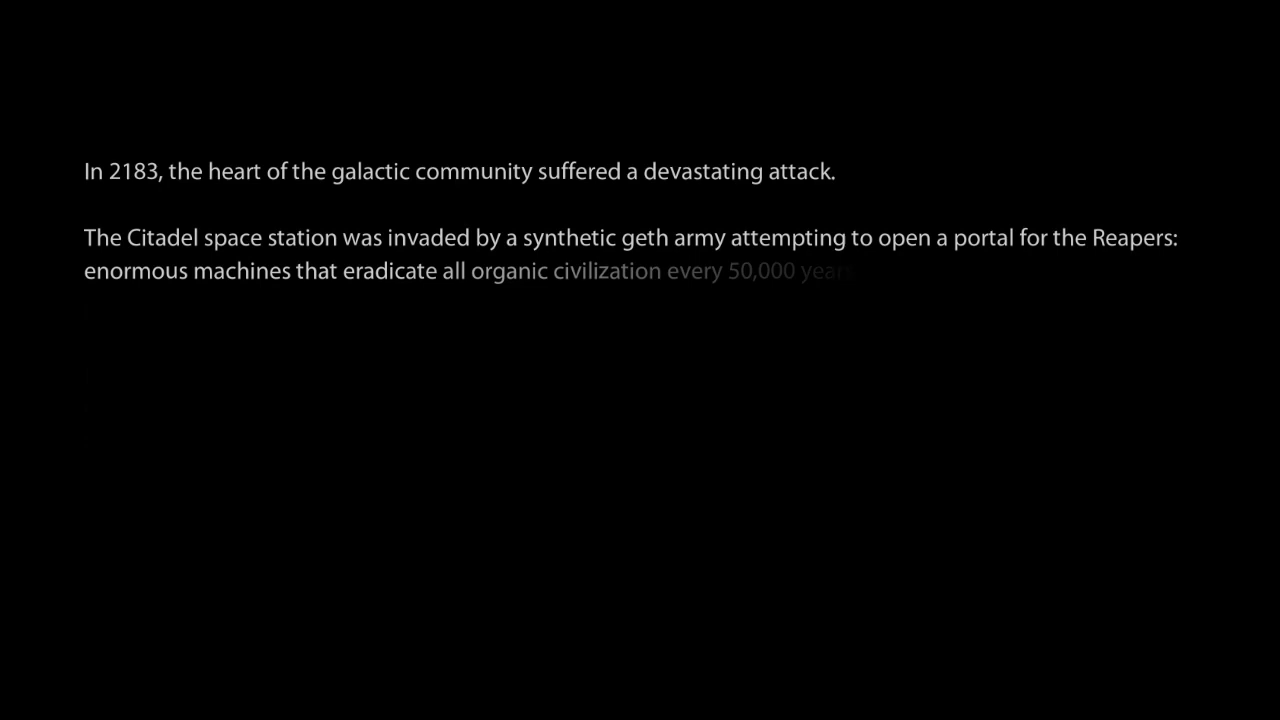 In 2183, the heart of the galactic community suffered a devastating attack.
The Citadel space station was invaded by a synthetic geth army attempting to open a portal for the Reapers:
enormous machines that eradicate all organic civilization every 50,000 years